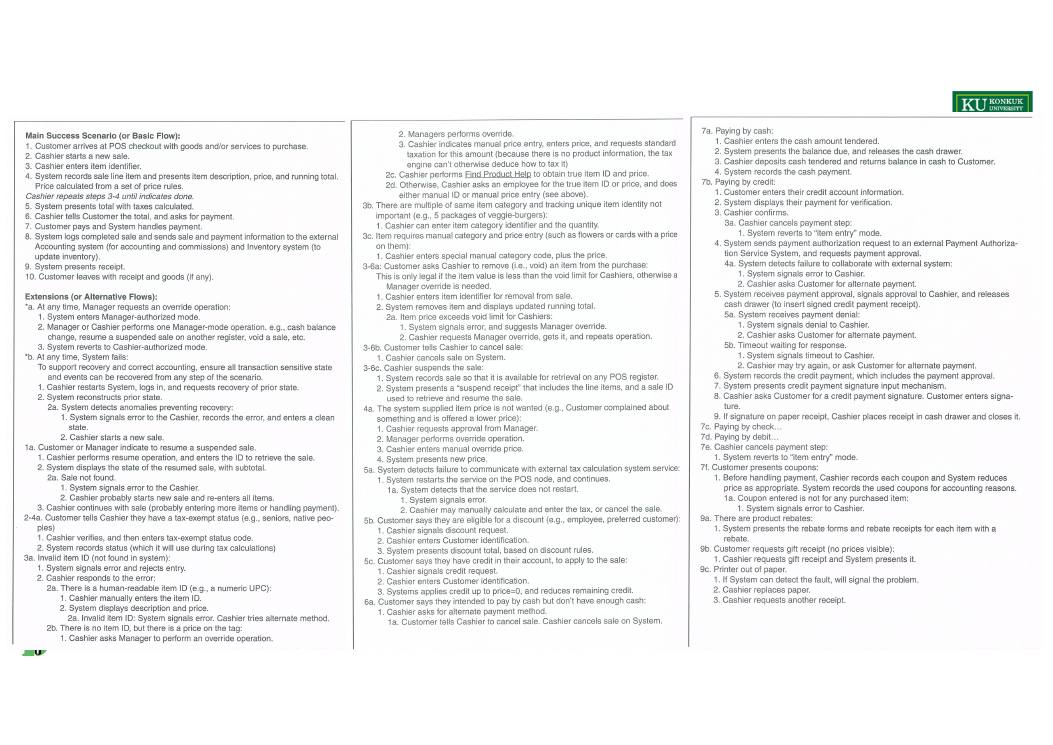 KU KONKUK
UNIVERSITY
Main Success Scenario (or Basic Flow):
1. Customer arrives at POS checkout with goods and/or services to purchase.
2. Cashier starts a new sale.
3. Cashier enters item identifier.
4. System records sale line item and presents item description, price, and running total.
Price calculated from a set of price rules.
Cashier repeats steps 3-4 until indicates done.
5. System presents total with taxes calculated.
6. Cashier tells Customer the total, and asks for payment.
7. Customer pays and System handles payment.
8. System logs completed sale and sends sale and payment information to the external
Accounting system (for accounting and commissions) and Inventory system (to
update inventory).
9. System presents receipt.
10. Customer leaves with receipt and goods (if any).
Extensions (or Alternative Flows):
*a. At any time, Manager requests an override operation:
1. System enters Manager-authorized mode.
2. Manager or Cashier performs one Manager-mode operation. e.g., cash balance
change, resume a suspended sale on another register, void a sale, etc.
3. System reverts to Cashier-authorized mode.
*b. At any time, System fails:
To support recovery and correct accounting, ensure all transaction sensitive state
and events can be recovered from any step of the scenario.
1. Cashier restarts System, logs in, and requests recovery of prior state.
2. System reconstructs prior state.
2a. System detects anomalies preventing recovery:
1. System signals error to the Cashier, records the error, and enters a clean
state.
2. Cashier starts a new sale.
1a. Customer or Manager indicate to resume a suspended sale.
1. Cashier performs resume operation, and enters the ID to retrieve the sale.
2. System displays the state of the resumed sale, with subtotal.
2a. Sale not found.
1. System signals error to the Cashier.
2. Cashier probably starts new sale and re-enters all items.
3. Cashier continues with sale (probably entering more items or handling payment).
2-4a. Customer tells Cashier they have a tax-exempt status (e.g., seniors, native peo-
ples)
1. Cashier verifies, and then enters tax-exempt status code.
2. System records status (which it will use during tax calculations)
3a. Invalid item ID (not found in system):
1. System signals error and rejects entry.
2. Cashier responds to the error:
2a. There is a human-readable item ID (e.g., a numeric UPC):
1. Cashier manually enters the item ID.
2. System displays description and price.
2a. Invalid item ID: System signals error. Cashier tries alternate method.
2b. There is no item ID, but there is a price on the tag:
1. Cashier asks Manager to perform an override operation.
2. Managers performs override.
3. Cashier indicates manual price entry, enters price, and requests standard
taxation for this amount (because there is no product information, the tax
engine can't otherwise deduce how to tax it)
2c. Cashier performs Find Product Help to obtain true item ID and price.
2d. Otherwise, Cashier asks an employee for the true item ID or price, and does
either manual ID or manual price entry (see above).
3b. There are multiple of same item category and tracking unique item identity not
important (e.g., 5 packages of veggie-burgers):
1. Cashier can enter item category identifier and the quantity.
3c. Item requires manual category and price entry (such as flowers or cards with a price
on them):
1. Cashier enters special manual category code, plus the price.
3-6a: Customer asks Cashier to remove (i.e., void) an item from the purchase:
This is only legal if the item value is less than the void limit for Cashiers, otherwise a
Manager override is needed.
1. Cashier enters item identifier for removal from sale.
2. System removes item and displays updated running total.
2a. Item price exceeds void limit for Cashiers:
1. System signals error, and suggests Manager override.
2. Cashier requests Manager override, gets it, and repeats operation.
3-6b. Customer tells Cashier to cancel sale:
1. Cashier cancels sale on System.
3-6c. Cashier suspends the sale:
1. System records sale so that it is available for retrieval on any POS register.
2. System presents a "suspend receipt" that includes the line items, and a sale ID
used to retrieve and resume the sale.
4a. The system supplied item price is not wanted (e.g., Customer complained about
something and is offered a lower price):
1. Cashier requests approval from Manager.
2. Manager performs override operation.
3. Cashier enters manual override price.
4. System presents new price.
5a. System detects failure to communicate with external tax calculation system service:
1. System restarts the service on the POS node, and continues.
1a. System detects that the service does not restart.
1. System signals error.
2. Cashier may manually calculate and enter the tax, or cancel the sale.
5b. Customer says they are eligible for a discount (e.g., employee, preferred customer):
1. Cashier signals discount request.
2. Cashier enters Customer identification.
3. System presents discount total, based on discount rules.
5c. Customer says they have credit in their account, to apply to the sale:
1. Cashier signals credit request.
2. Cashier enters Customer identification.
3. Systems applies credit up to price=0, and reduces remaining credit.
6a. Customer says they intended to pay by cash but don't have enough cash:
1. Cashier asks for alternate payment method.
1a. Customer tells Cashier to cancel sale. Cashier cancels sale on System.
7a. Paying by cash:
1. Cashier enters the cash amount tendered.
2. System presents the balance due, and releases the cash drawer.
3. Cashier deposits cash tendered and returns balance in cash to Customer.
4. System records the cash payment.
7b. Paying by credit:
1. Customer enters their credit account information.
2. System displays their payment for verification.
3. Cashier confirms.
3a. Cashier cancels payment step:
1. System reverts to "item entry" mode.
4. System sends payment authorization request to an external Payment Authoriza-
tion Service System, and requests payment approval.
4a. System detects failure to collaborate with external system:
1. System signals error to Cashier.
2. Cashier asks Customer for alternate payment.
5. System receives payment approval, signals approval to Cashier, and releases
cash drawer (to insert signed credit payment receipt).
5a. System receives payment denial:
1. System signals denial to Cashier.
2. Cashier asks Customer for alternate payment.
5b. Timeout waiting for response.
1. System signals timeout to Cashier.
2. Cashier may try again, or ask Customer for alternate payment.
6. System records the credit payment, which includes the payment approval.
7. System presents credit payment signature input mechanism.
8. Cashier asks Customer for a credit payment signature. Customer enters signa-
ture.
9. If signature on paper receipt, Cashier places receipt in cash drawer and closes it.
7c. Paying by check...
7d. Paying by debit...
7e. Cashier cancels payment step:
1. System reverts to "item entry" mode.
7f. Customer presents coupons:
1. Before handling payment, Cashier records each coupon and System reduces
price as appropriate. System records the used coupons for accounting reasons.
1a. Coupon entered is not for any purchased item:
1. System signals error to Cashier.
9a. There are product rebates:
1. System presents the rebate forms and rebate receipts for each item with a
rebate.
9b. Customer requests gift receipt (no prices visible):
1. Cashier requests gift receipt and System presents it.
9c. Printer out of paper.
1. If System can detect the fault, will signal the problem.
2. Cashier replaces paper.
3. Cashier requests another receipt.